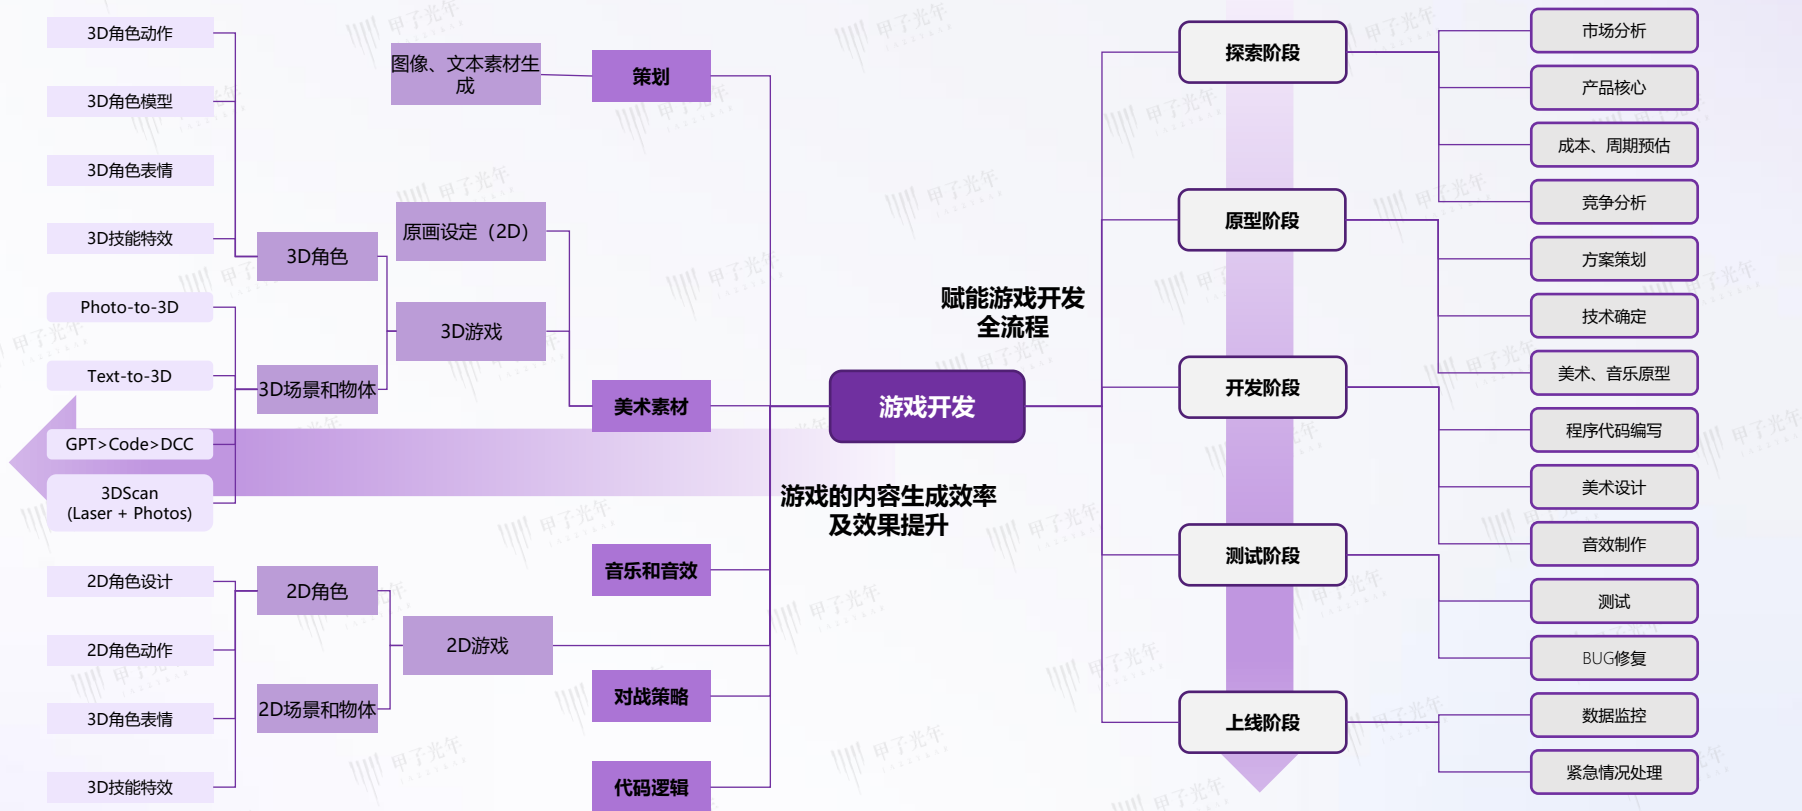 3D角色动作
3D角色模型
3D角色表情
3D技能特效
Photo-to-3D
Text-to-3D
GPT>Code>DCC
3DScan
(Laser + Photos)
2D角色设计
2D角色动作
3D角色表情
3D技能特效
3D角色
3D场景和物体
2D角色
2D场景和物体
图像、文本素材生
成
原画设定（2D）
3D游戏
2D游戏
策划
美术素材
音乐和音效
对战策略
代码逻辑
游戏的内容生成效率
及效果提升
游戏开发
赋能游戏开发
全流程
探索阶段
原型阶段
开发阶段
测试阶段
上线阶段
市场分析
产品核心
成本、周期预估
竞争分析
方案策划
技术确定
美术、音乐原型
程序代码编写
美术设计
音效制作
测试
BUG修复
数据监控
紧急情况处理
甲子光年